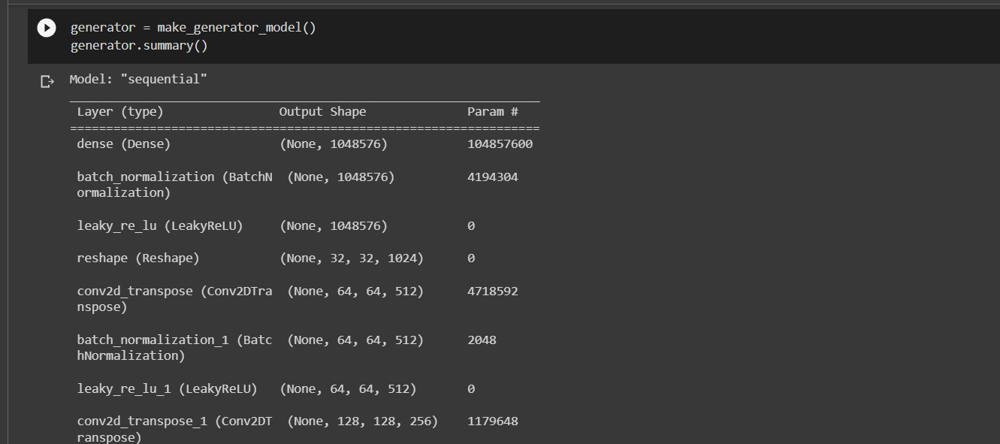 generator = make_generator_model()
generator.summary()
Model: "sequential"
_________________________________________________________________
Layer (type) Output Shape Param #
=================================================================
dense (Dense) (None, 1048576) 104857600
batch_normalization (BatchN (None, 1048576) 4194304
ormalization)
leaky_re_lu (LeakyReLU) (None, 1048576) 0
reshape (Reshape) (None, 32, 32, 1024) 0
conv2d_transpose (Conv2DTra (None, 64, 64, 512) 4718592
nspose)
batch_normalization_1 (Batc (None, 64, 64, 512) 2048
hNormalization)
leaky_re_lu_1 (LeakyReLU) (None, 64, 64, 512) 0
conv2d_transpose_1 (Conv2DT (None, 128, 128, 256) 1179648
ranspose)